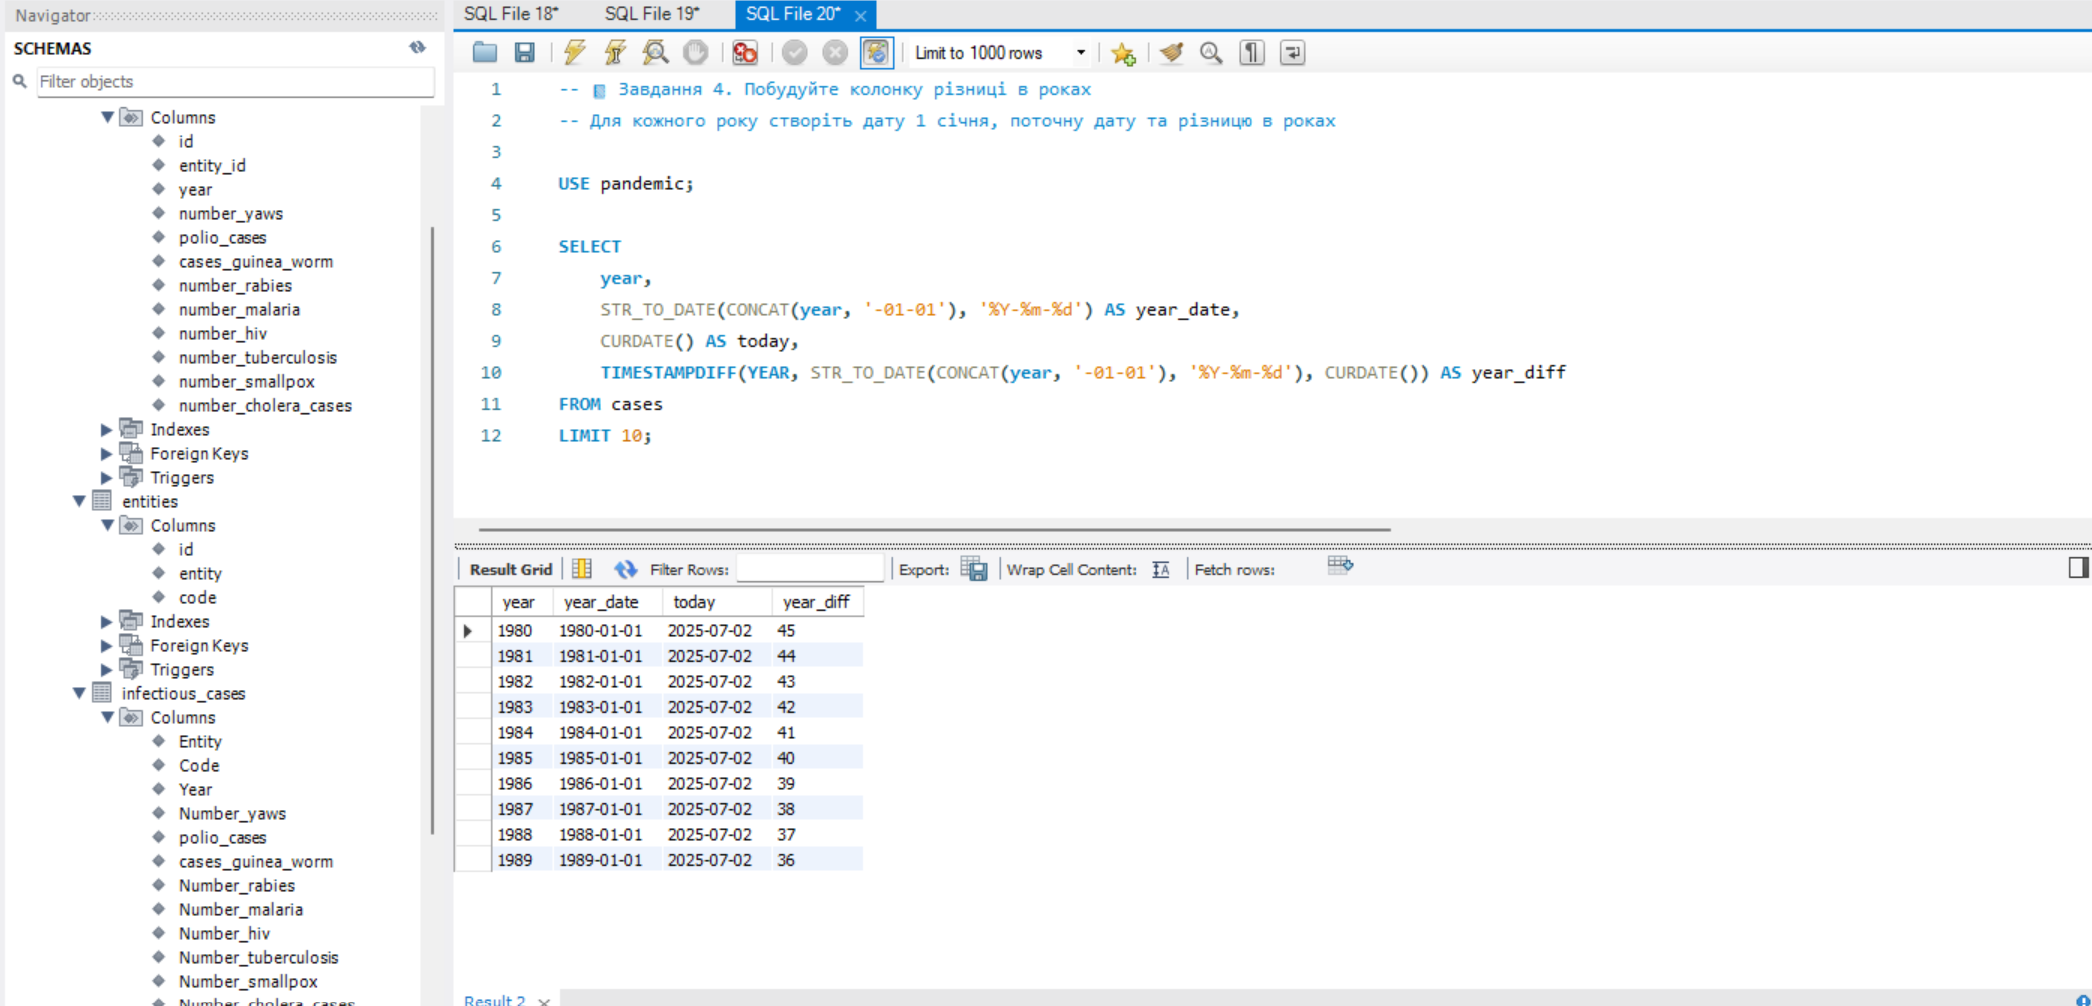 Navigator
SCHEMAS
Filter objects
Columns
id
entity_id
year
number_yaws
polio_cases
cases_guinea_worm
number_rabies
number_malaria
number_hiv
number_tuberculosis
number_smallpox
number_cholera_cases
Indexes
Foreign Keys
Triggers
entities
Columns
id
entity
code
Indexes
Foreign Keys
Triggers
infectious_cases
Columns
Entity
Code
Year
Number_yaws
polio_cases
cases_guinea_worm
Number_rabies
Number_malaria
Number_hiv
Number_tuberculosis
Number_smallpox
Number_cholera_cases
SQL File 18* SQL File 19* SQL File 20*
Limit to 1000 rows
1 -- Завдання 4. Побудуйте колонку різниці в роках
2 -- Для кожного року створіть дату 1 січня, поточну дату та різницю в роках
3
4 USE pandemic;
5
6 SELECT
7 year,
8 STR_TO_DATE(CONCAT(year, '-01-01'), '%Y-%m-%d') AS year_date,
9 CURDATE() AS today,
10 TIMESTAMPDIFF(YEAR, STR_TO_DATE(CONCAT(year, '-01-01'), '%Y-%m-%d'), CURDATE()) AS year_diff
11 FROM cases
12 LIMIT 10;
Result Grid Filter Rows: Export: Wrap Cell Content: Fetch rows:
year year_date today year_diff
1980 1980-01-01 2025-07-02 45
1981 1981-01-01 2025-07-02 44
1982 1982-01-01 2025-07-02 43
1983 1983-01-01 2025-07-02 42
1984 1984-01-01 2025-07-02 41
1985 1985-01-01 2025-07-02 40
1986 1986-01-01 2025-07-02 39
1987 1987-01-01 2025-07-02 38
1988 1988-01-01 2025-07-02 37
1989 1989-01-01 2025-07-02 36
Result 2